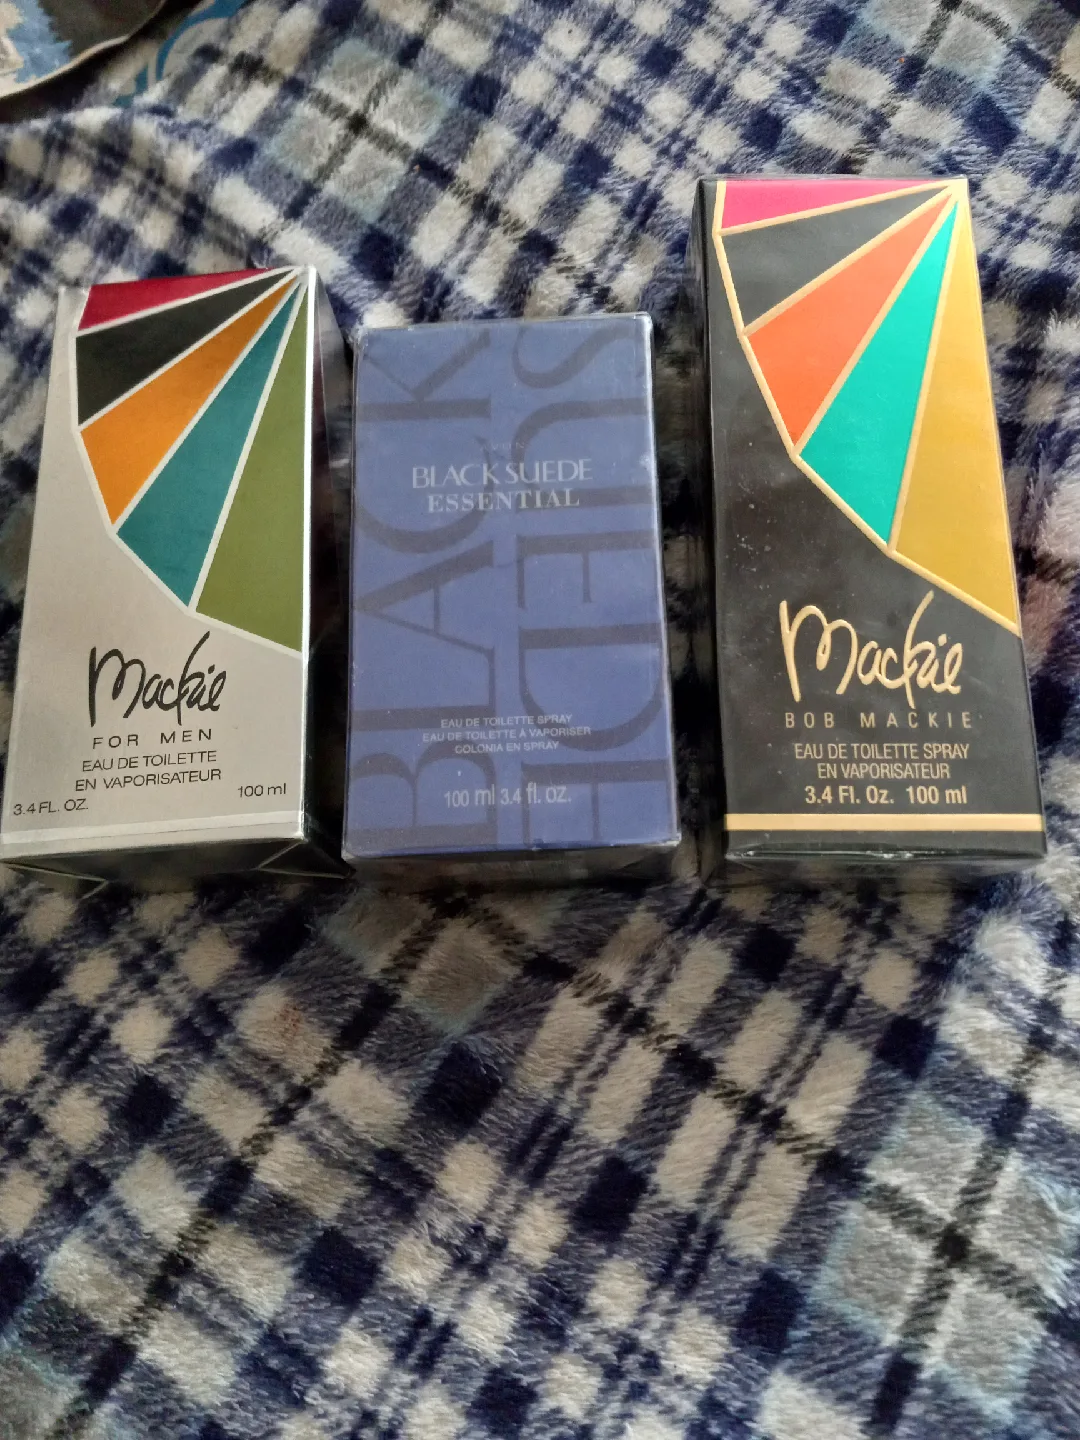 Mackie
FOR MEN
EAU DE TOILETTE
EN VAPORISATEUR
3.4 FL. OZ.
100 ml
BLACK
SUEDE
BLACK SUEDE
ESSENTIAL
EAU DE TOILETTE SPRAY
EAU DE TOILETTE À VAPORISER
COLONIA EN SPRAY
100 ml 3.4 fl. oz.
Mackie
BOB MACKIE
EAU DE TOILETTE SPRAY
EN VAPORISATEUR
3.4 Fl. Oz. 100 ml